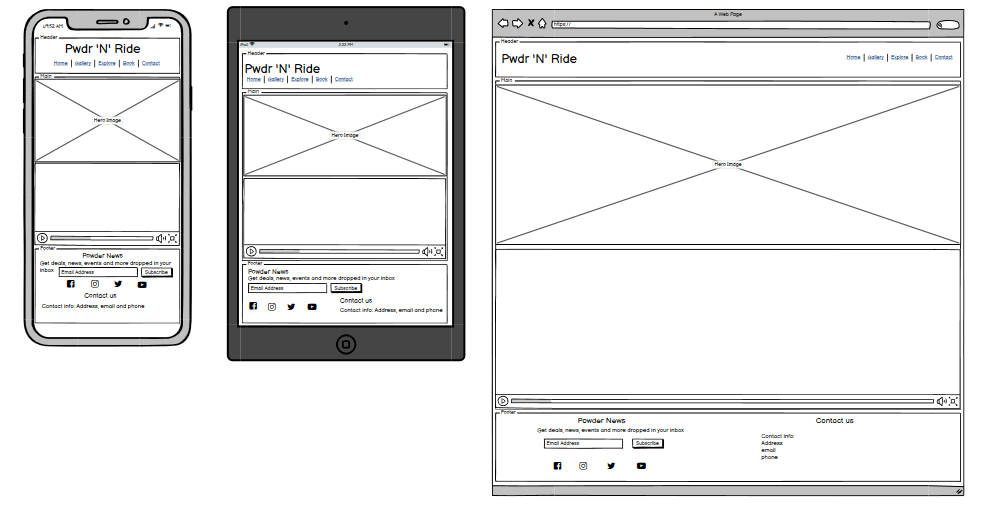 09:52 AM
Header
Pwdr 'N' Ride
Home | Gallery | Explore | Book | Contact
Main
Hero Image
Footer
Powder News
Get deals, news, events and more dropped in your
inbox
Email Address
Subscribe
Contact us
Contact info: Address, email and phone
iPad
2:32 PM
Header
Pwdr 'N' Ride
Home | Gallery | Explore | Book | Contact
Main
Hero Image
Footer
Powder News
Get deals, news, events and more dropped in your inbox
Email Address
Subscribe
Contact us
Contact info: Address, email and phone
A Web Page
https://
Header
Pwdr 'N' Ride
Home | Gallery | Explore | Book | Contact
Main
Hero Image
Footer
Powder News
Get deals, news, events and more dropped in your inbox
Email Address
Subscribe
Contact us
Contact info:
Address
email
phone